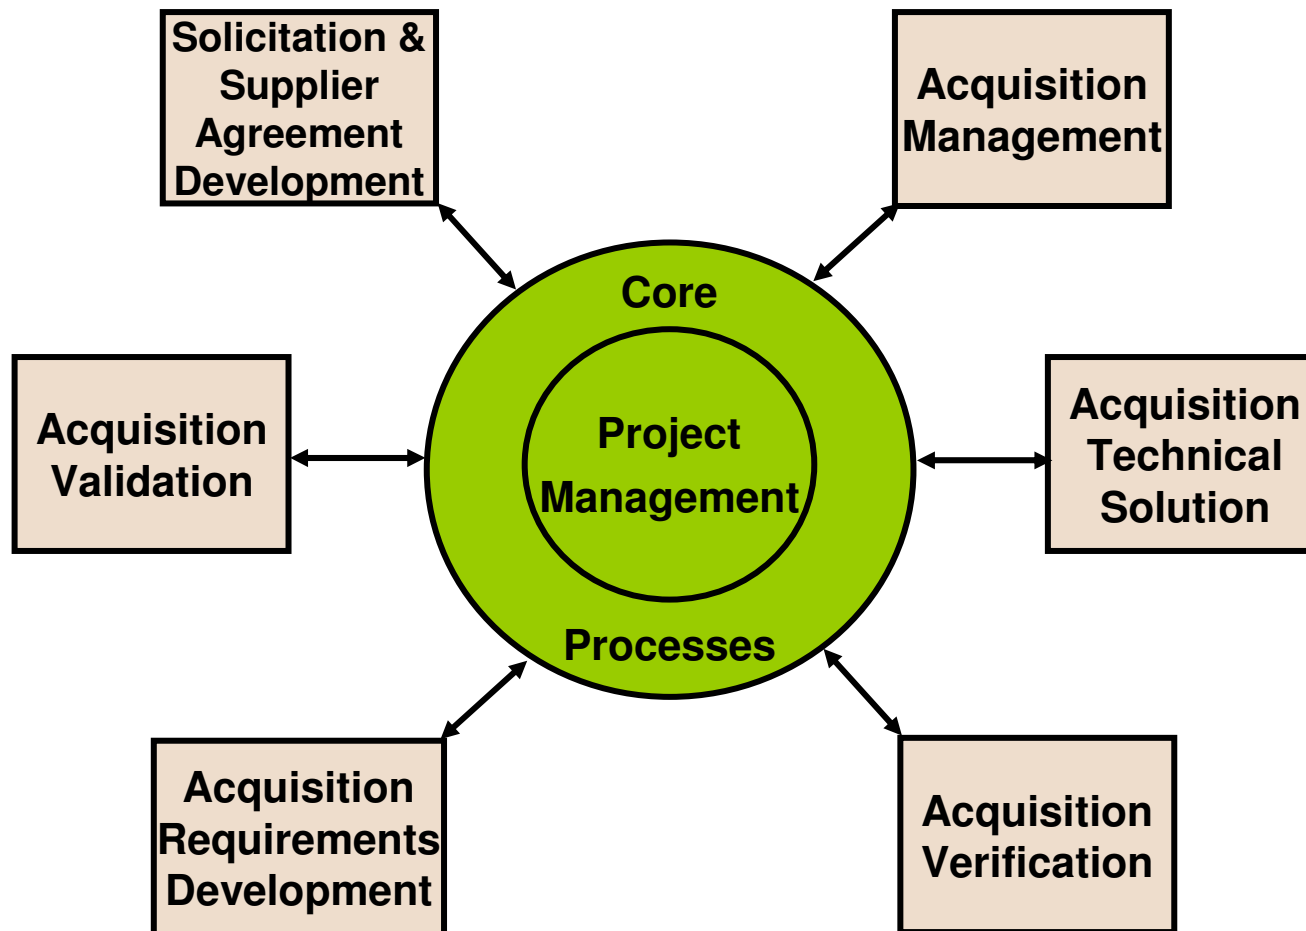 Solicitation &
Supplier
Agreement
Development
Acquisition
Management
Core
Project
Management
Processes
Acquisition
Validation
Acquisition
Technical
Solution
Acquisition
Requirements
Development
Acquisition
Verification